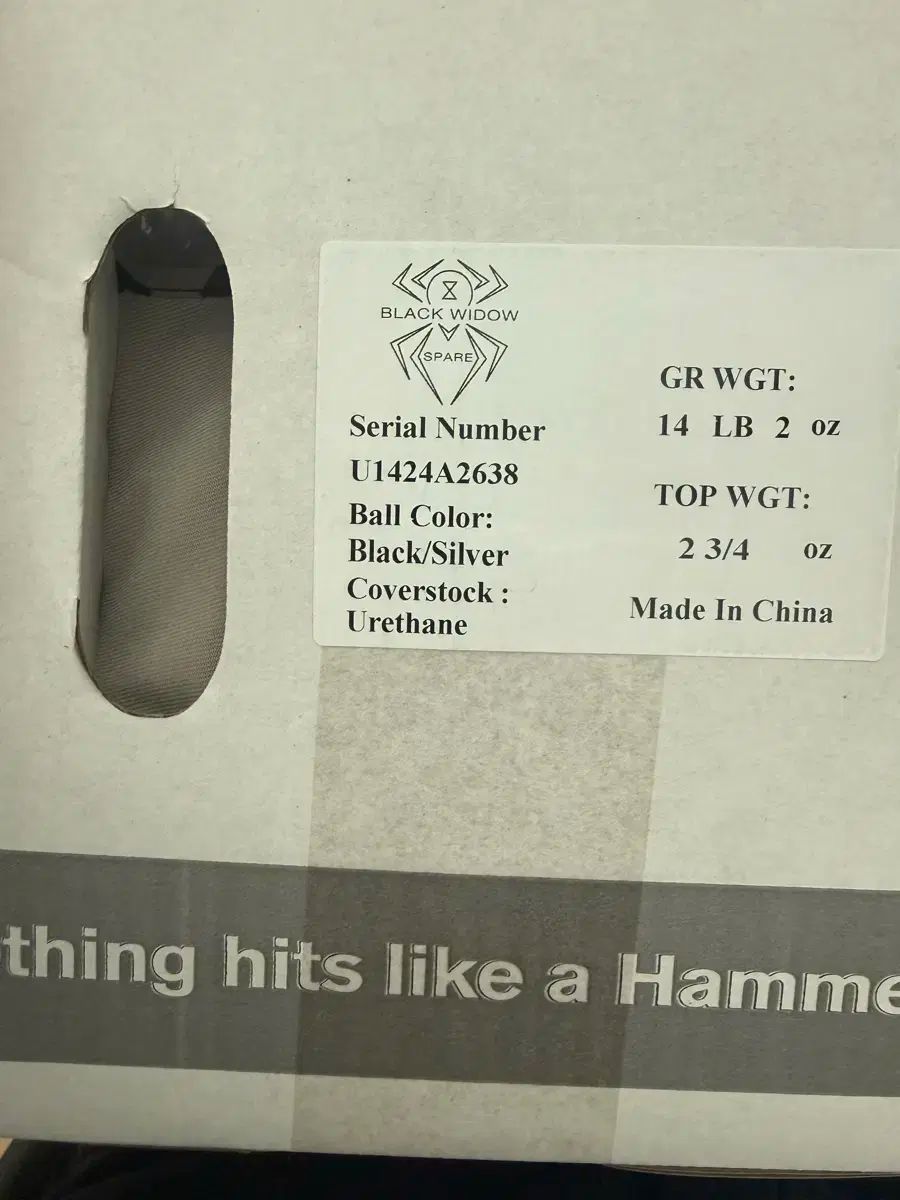 BLACK WIDOW
SPARE
Serial Number
U1424A2638
Ball Color:
Black/Silver
Coverstock :
Urethane
GR WGT:
14 LB 2 oz
TOP WGT:
2 3/4 oz
Made In China
thing hits like a Hamme